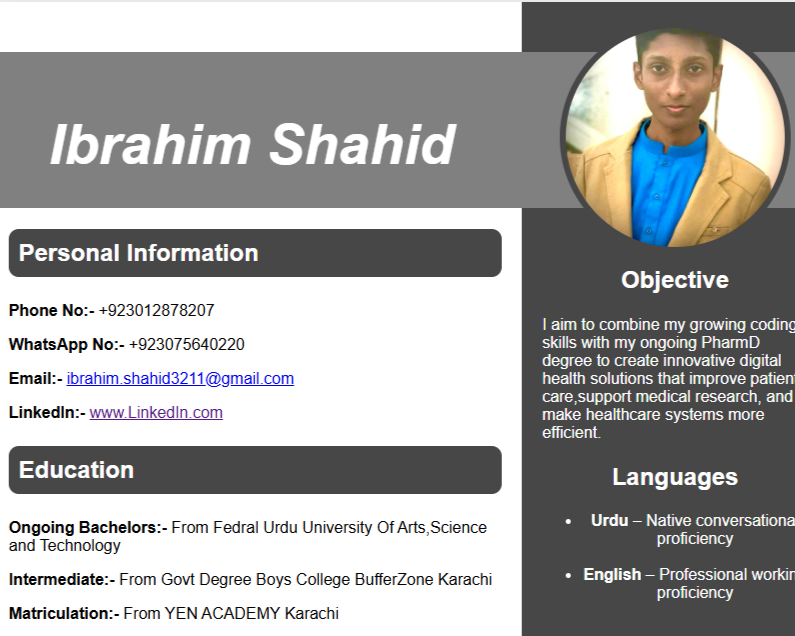 Ibrahim Shahid
Personal Information
Phone No:- +923012878207
WhatsApp No:- +923075640220
Email:- ibrahim.shahid3211@gmail.com
LinkedIn:- www.LinkedIn.com
Education
Ongoing Bachelors:- From Fedral Urdu University Of Arts,Science
and Technology
Intermediate:- From Govt Degree Boys College BufferZone Karachi
Matriculation:- From YEN ACADEMY Karachi
Objective
I aim to combine my growing coding
skills with my ongoing PharmD
degree to create innovative digital
health solutions that improve patient
care,support medical research, and
make healthcare systems more
efficient.
Languages
• Urdu – Native conversationa
proficiency
• English – Professional workin
proficiency